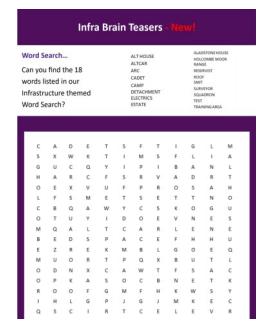 Infra Brain Teasers - New!
Word Search...
Can you find the 18
words listed in our
Infrastructure themed
Word Search?
ALT HOUSE
ALTCAR
ARC
CADET
CAMP
DETACHMENT
ELECTRICS
ESTATE
GLADSTONE HOUSE
HOLCOMBE MOOR
RANGE
RESERVIST
ROOF
SMIT
SURVEYOR
SQUADRON
TEST
TRAINING AREA
C A D E T S F T I G L M
S X W K T I M S F L I A
G U C Q Y I P I B A N L
H A R C F S R V A D R T
O E X V U F P R O S A H
L F S M E T S E T T N O
C B Q A W Y C S K O G U
O T U Y I D O E V N E S
M Q A L T C A R L E N E
B E D S P A C E F H H U
E Z R E K M B L G O E Q
M U O R T P Q X B U T L
O D N X C A W T F S A C
O P K A S O C B N E T K
R O O F G M F H K W S Y
I H L G P J G J M K E C
Q S C I R T C E L E V R